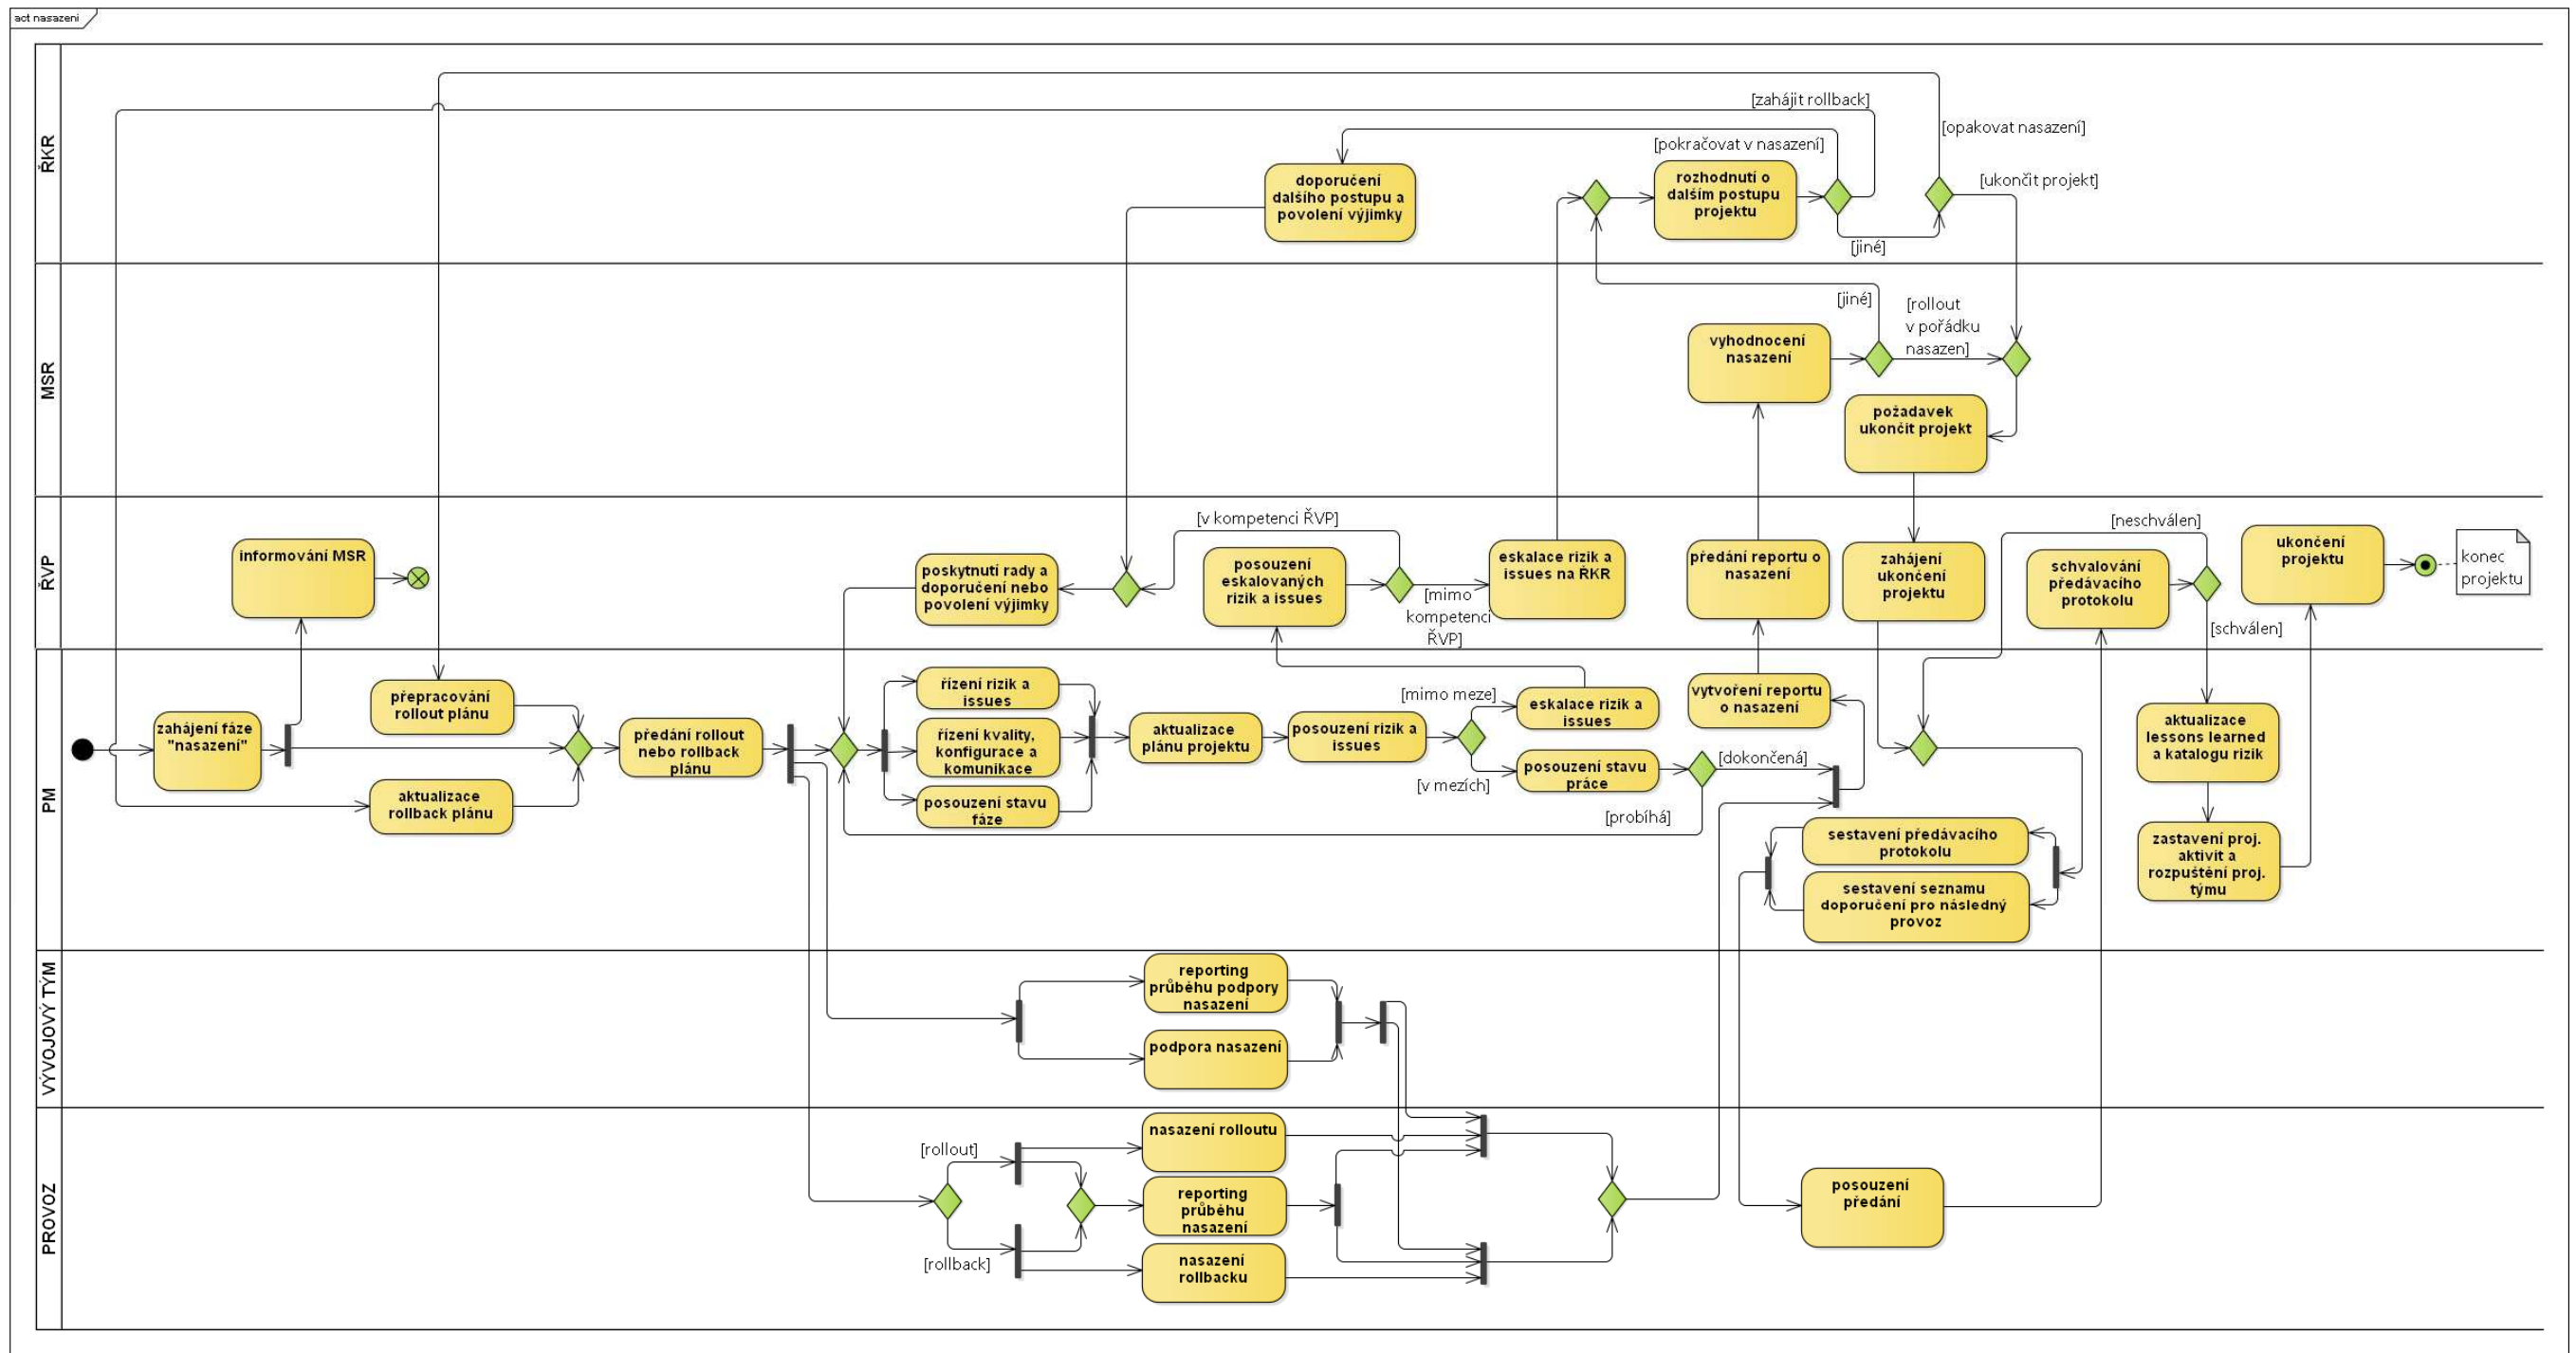 act nasazení
ŘKR
[zahájit rollback]
[opakovat nasazení]
[pokračovat v nasazení]
doporučení
dalšího postupu a
povolení výjimky
rozhodnutí o
dalším postupu
projektu
[ukončit projekt]
[jiné]
MSR
[jiné]
[rollout
v pořádku
nasazen]
vyhodnocení
nasazení
požadavek
ukončit projekt
ŘVP
informování MSR
[v kompetenci ŘVP]
poskytnutí rady a
doporučení nebo
povolení výjimky
posouzení
eskalovaných
rizik a issues
[mimo
kompetenci
ŘVP]
eskalace rizik a
issues na ŘKR
předání reportu o
nasazení
zahájení
ukončení
projektu
[neschválen]
schvalování
předávacího
protokolu
[schválen]
ukončení
projektu
konec
projektu
PM
zahájení fáze
"nasazení"
přepracování
rollout plánu
aktualizace
rollback plánu
předání rollout
nebo rollback
plánu
řízení rizik a
issues
řízení kvality,
konfigurace a
komunikace
posouzení stavu
fáze
aktualizace
plánu projektu
posouzení rizik a
issues
[mimo meze]
[v mezích]
eskalace rizik a
issues
posouzení stavu
práce
[dokončená]
[probíhá]
vytvoření reportu
o nasazení
sestavení předávacího
protokolu
sestavení seznamu
doporučení pro následný
provoz
aktualizace
lessons learned
a katalogu rizik
zastavení proj.
aktivit a
rozpuštění proj.
týmu
VÝVOJOVÝ TÝM
reporting
průběhu podpory
nasazení
podpora nasazení
PROVOZ
[rollout]
[rollback]
nasazení rolloutu
reporting
průběhu
nasazení
nasazení
rollbacku
posouzení
předání